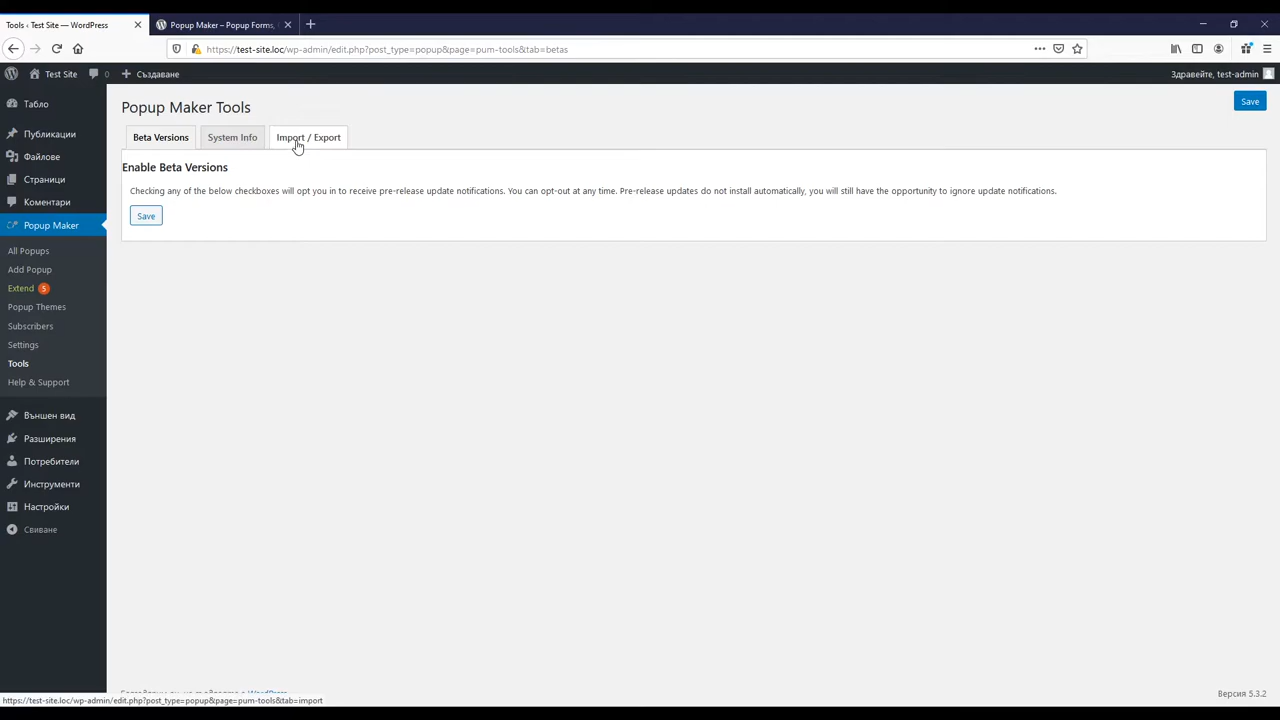 Tools ‹ Test Site — WordPress
Popup Maker – Popup Forms,
https://test-site.loc/wp-admin/edit.php?post_type=popup&page=pum-tools&tab=betas
Test Site
0
Създаване
Здравейте, test-admin
Табло
Публикации
Файлове
Страници
Коментари
Popup Maker
All Popups
Add Popup
Extend 5
Popup Themes
Subscribers
Settings
Tools
Help & Support
Външен вид
Разширения
Потребители
Инструменти
Настройки
Свиване
Popup Maker Tools
Save
Beta Versions
System Info
Import / Export
Enable Beta Versions
Checking any of the below checkboxes will opt you in to receive pre-release update notifications. You can opt-out at any time. Pre-release updates do not install automatically, you will still have the opportunity to ignore update notifications.
Save
WordPress
Версия 5.3.2
https://test-site.loc/wp-admin/edit.php?post_type=popup&page=pum-tools&tab=import